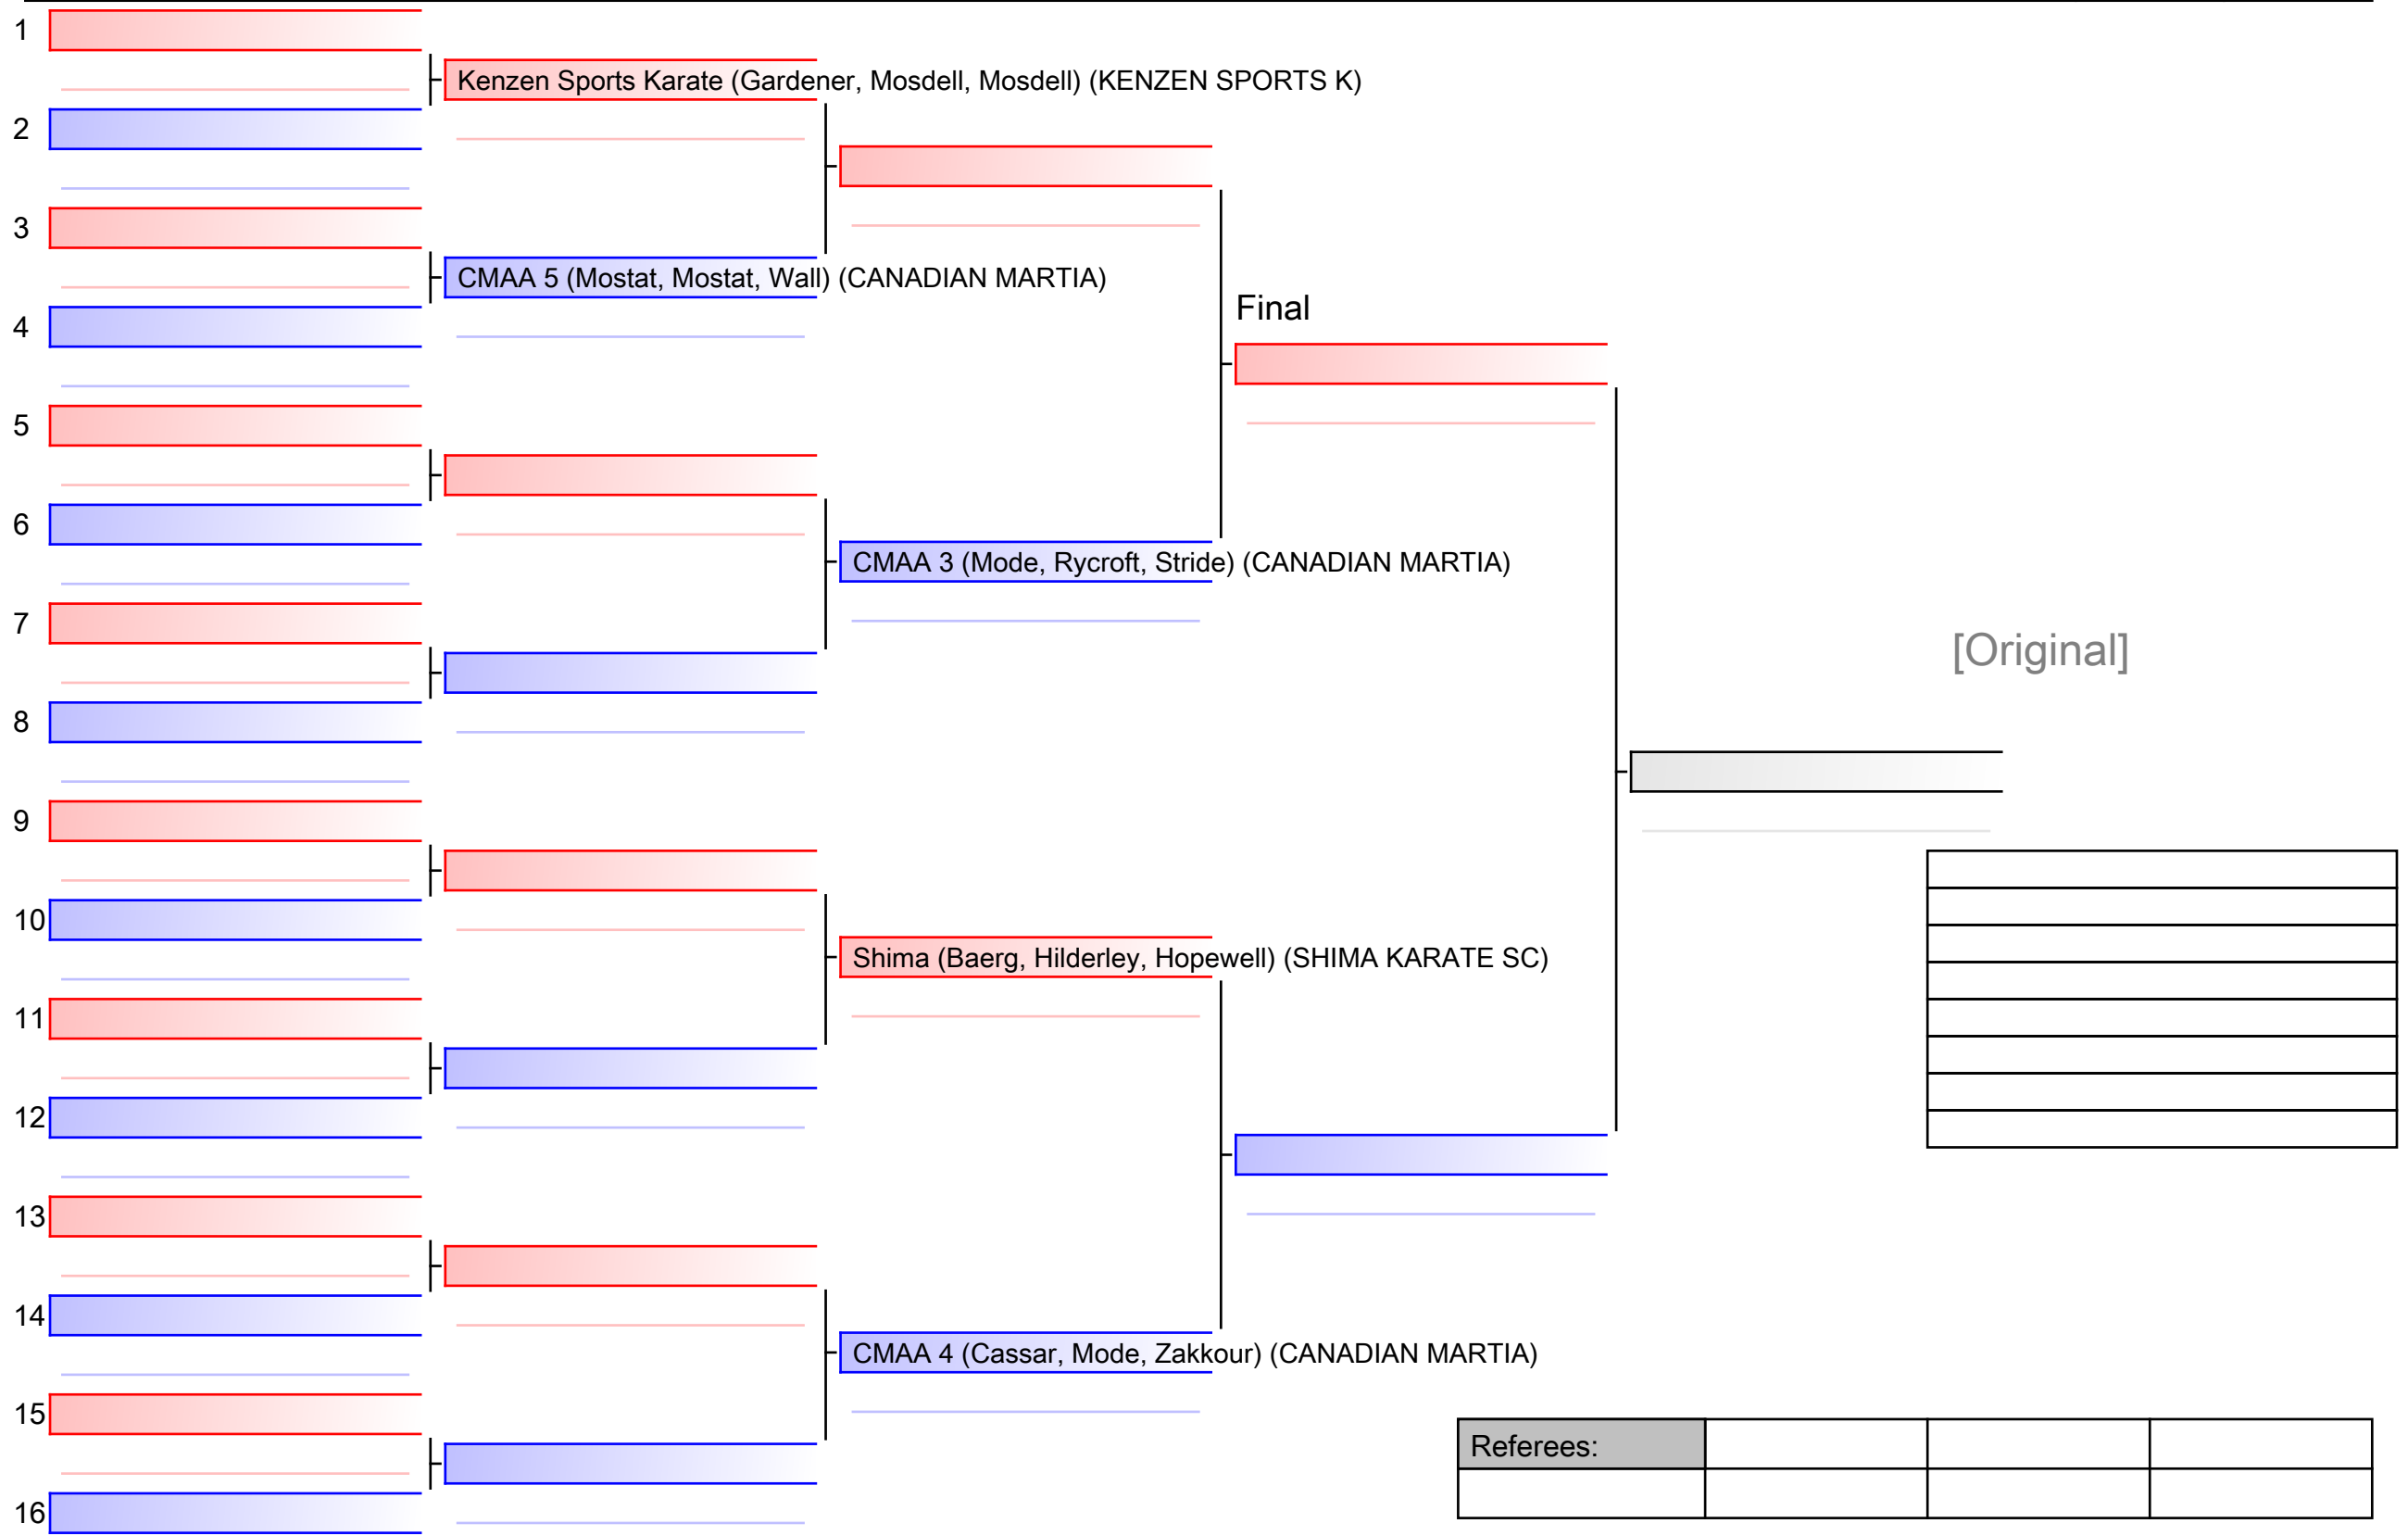 1
Kenzen Sports Karate (Gardener, Mosdell, Mosdell) (KENZEN SPORTS K)
2
3
CMAA 5 (Mostat, Mostat, Wall) (CANADIAN MARTIA)
Final
4
5
6
CMAA 3 (Mode, Rycroft, Stride) (CANADIAN MARTIA)
7
[Original]
8
9
10
Shima (Baerg, Hilderley, Hopewell) (SHIMA KARATE SC)
11
12
13
14
CMAA 4 (Cassar, Mode, Zakkour) (CANADIAN MARTIA)
15
Referees:
16